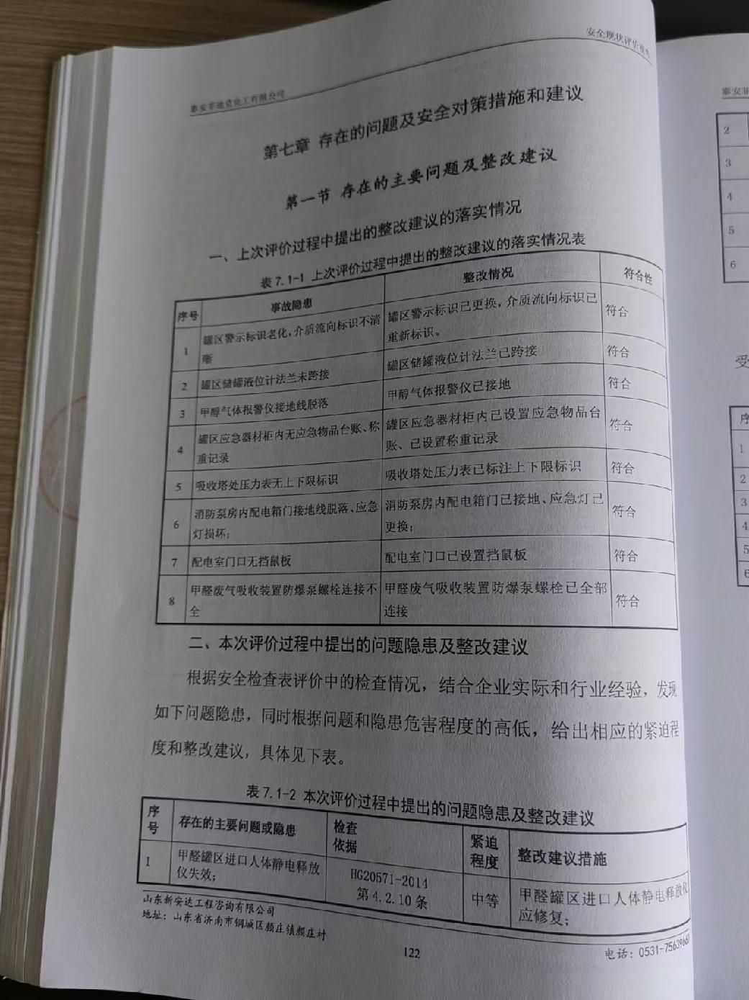 安全现状评价报告
泰安菲迪克化工有限公司
第七章 存在的问题及安全对策措施和建议
第一节 存在的主要问题及整改建议
一、上次评价过程中提出的整改建议的落实情况
表7.1-1 上次评价过程中提出的整改建议的落实情况表
序号 事故隐患 整改情况 符合性
1 罐区警示标识老化,介质流向标识不清 罐区警示标识已更换,介质流向标识已 符合
晰 重新标识。
2 罐区储罐液位计法兰未跨接 罐区储罐液位计法兰已跨接 符合
3 甲醇气体报警仪接地线脱落 甲醇气体报警仪已接地 符合
4 罐区应急器材柜内无应急物品台账、称 罐区应急器材柜内已设置应急物品台 符合
重记录 账、已设置称重记录
5 吸收塔处压力表无上下限标识 吸收塔处压力表已标注上下限标识 符合
6 消防泵房内配电箱门接地线脱落、应急 消防泵房内配电箱门已接地、应急灯已 符合
灯损坏; 更换;
7 配电室门口无挡鼠板 配电室门口已设置挡鼠板 符合
8 甲醛废气吸收装置防爆泵螺栓连接不 甲醛废气吸收装置防爆泵螺栓已全部 符合
全 连接
二、本次评价过程中提出的问题隐患及整改建议
根据安全检查表评价中的检查情况，结合企业实际和行业经验，发现
如下问题隐患，同时根据问题和隐患危害程度的高低，给出相应的紧迫程
度和整改建议，具体见下表。
表7.1-2 本次评价过程中提出的问题隐患及整改建议
序号 存在的主要问题或隐患 检查依据 紧迫程度 整改建议措施
1 甲醛罐区进口人体静电释放 HG20571-2014 中等 甲醛罐区进口人体静电释放仪
仪失效; 第4.2.10条 应修复;
山东新安达工程咨询有限公司
地址：山东省济南市钢城区颜庄镇颜庄村
122
电话：0531-756396
泰安菲
2
3
4
5
6
受
序
1
2
3
4
5
6